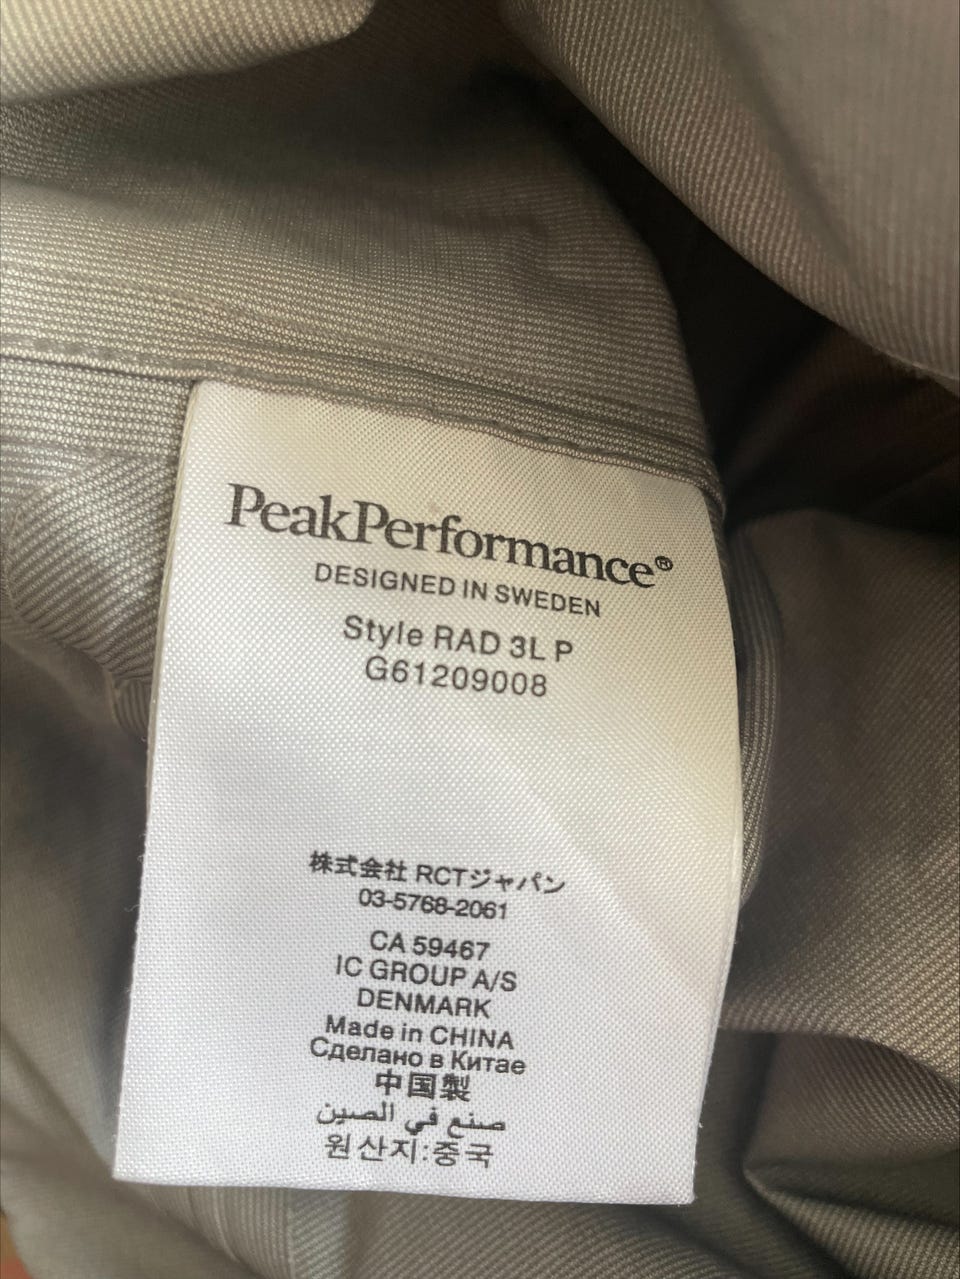 PeakPerformance®
DESIGNED IN SWEDEN
Style RAD 3L P
G61209008
株式会社 RCTジャパン
03-5768-2061
CA 59467
IC GROUP A/S
DENMARK
Made in CHINA
Сделано в Китае
中国製
صنع في الصين
원산지:중국